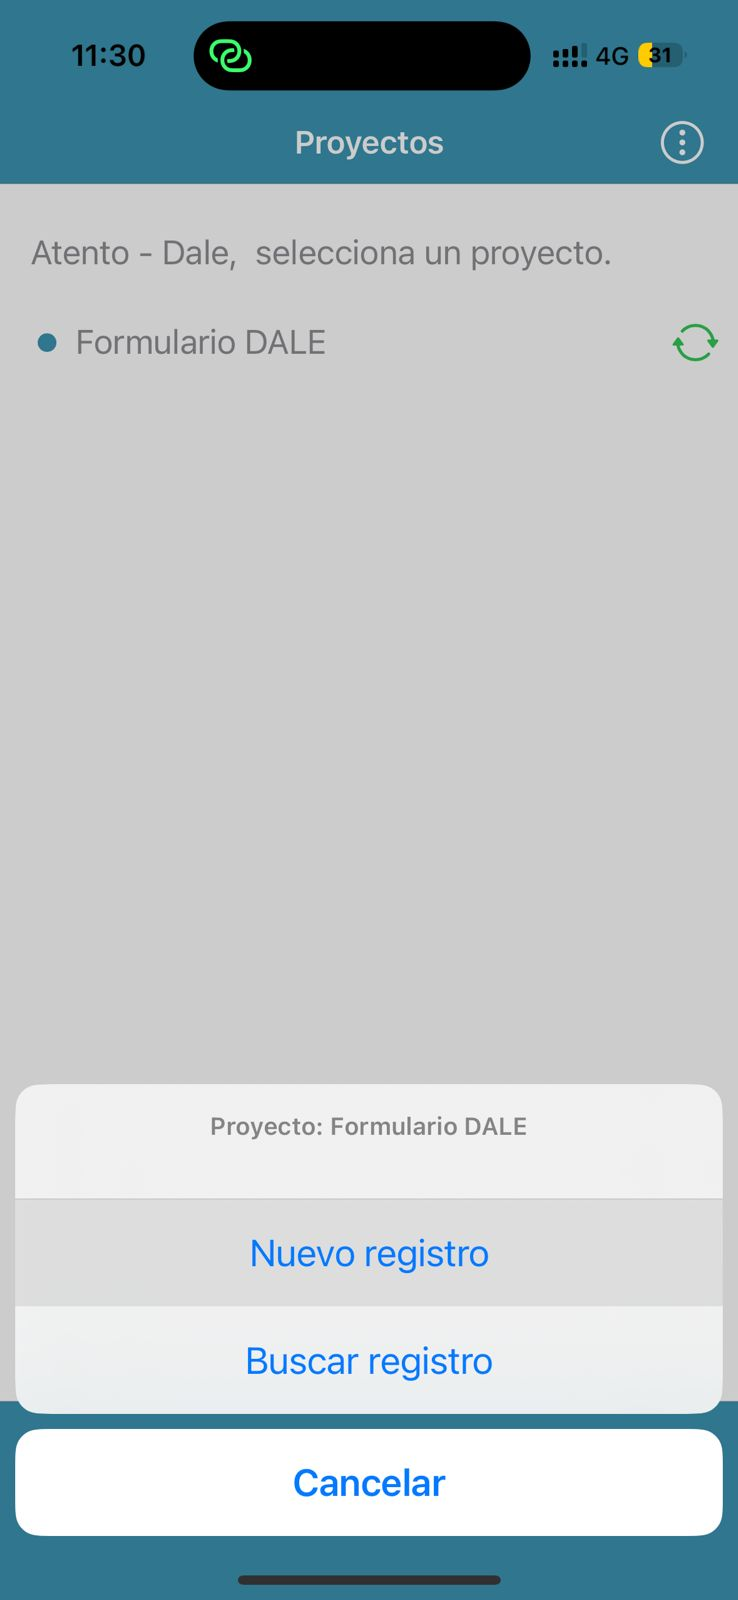 11:30
4G
31
Proyectos
Atento - Dale,  selecciona un proyecto.
Formulario DALE
Proyecto: Formulario DALE
Nuevo registro
Buscar registro
Cancelar